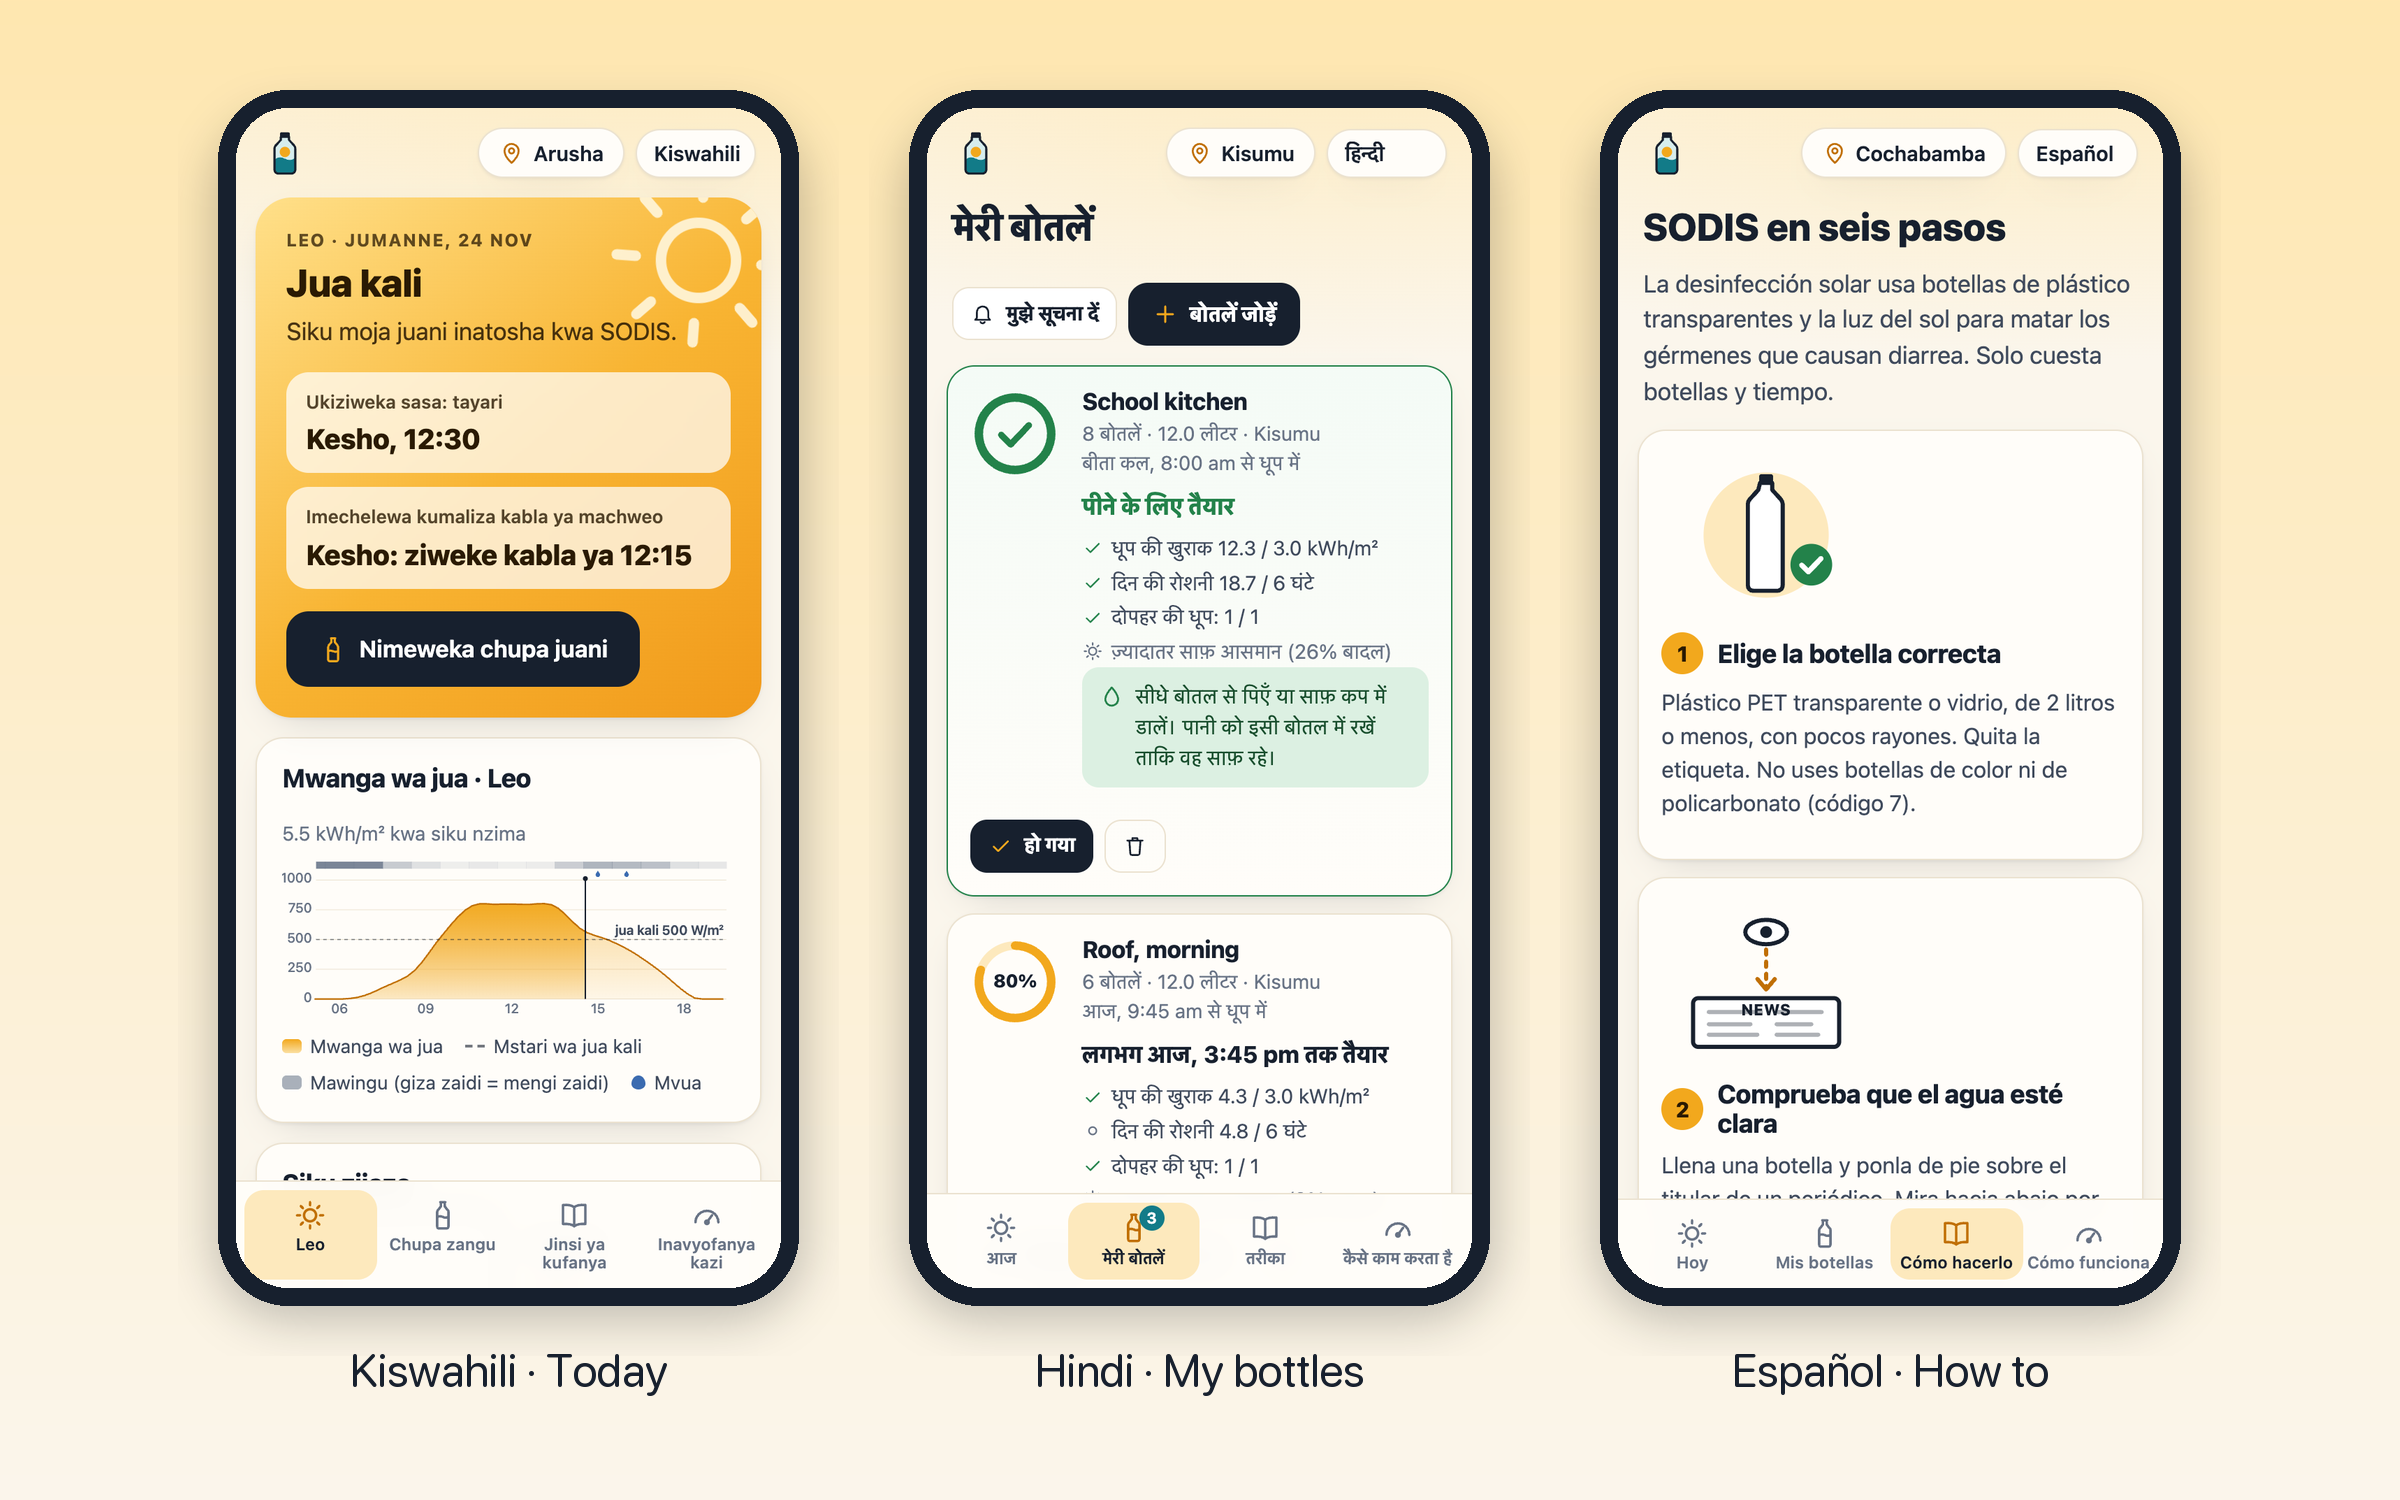 Arusha
Kiswahili
LEO · JUMANNE, 24 NOV
Jua kali
Siku moja juani inatosha kwa SODIS.
Ukiziweka sasa: tayari
Kesho, 12:30
Imechelewa kumaliza kabla ya machweo
Kesho: ziweke kabla ya 12:15
Nimeweka chupa juani
Mwanga wa jua · Leo
5.5 kWh/m² kwa siku nzima
1000
750
jua kali 500 W/m²
500
250
0
06 09 12 15 18
Mwanga wa jua
Mstari wa jua kali
Mawingu (giza zaidi = mengi zaidi)
Mvua
Leo
Chupa zangu
Jinsi ya
kufanya
Inavyofanya
kazi
Kiswahili · Today
Kisumu
हिन्दी
मेरी बोतलें
मुझे सूचना दें
बोतलें जोड़ें
School kitchen
8 बोतलें · 12.0 लीटर · Kisumu
बीता कल, 8:00 am से धूप में
पीने के लिए तैयार
धूप की खुराक 12.3 / 3.0 kWh/m²
दिन की रोशनी 18.7 / 6 घंटे
दोपहर की धूप: 1 / 1
ज़्यादातर साफ़ आसमान (26% बादल)
सीधे बोतल से पिएँ या साफ़ कप में
डालें। पानी को इसी बोतल में रखें
ताकि वह साफ़ रहे।
हो गया
80%
Roof, morning
6 बोतलें · 12.0 लीटर · Kisumu
आज, 9:45 am से धूप में
लगभग आज, 3:45 pm तक तैयार
धूप की खुराक 4.3 / 3.0 kWh/m²
दिन की रोशनी 4.8 / 6 घंटे
दोपहर की धूप: 1 / 1
आज
3
मेरी बोतलें
तरीका
कैसे काम करता है
Hindi · My bottles
Cochabamba
Español
SODIS en seis pasos
La desinfección solar usa botellas de plástico
transparentes y la luz del sol para matar los
gérmenes que causan diarrea. Solo cuesta
botellas y tiempo.
1
Elige la botella correcta
Plástico PET transparente o vidrio, de 2 litros
o menos, con pocos rayones. Quita la
etiqueta. No uses botellas de color ni de
policarbonato (código 7).
NEWS
2
Comprueba que el agua esté
clara
Llena una botella y ponla de pie sobre el
titular de un periódico. Mira hacia abajo por
Hoy
Mis botellas
Cómo hacerlo
Cómo funciona
Español · How to